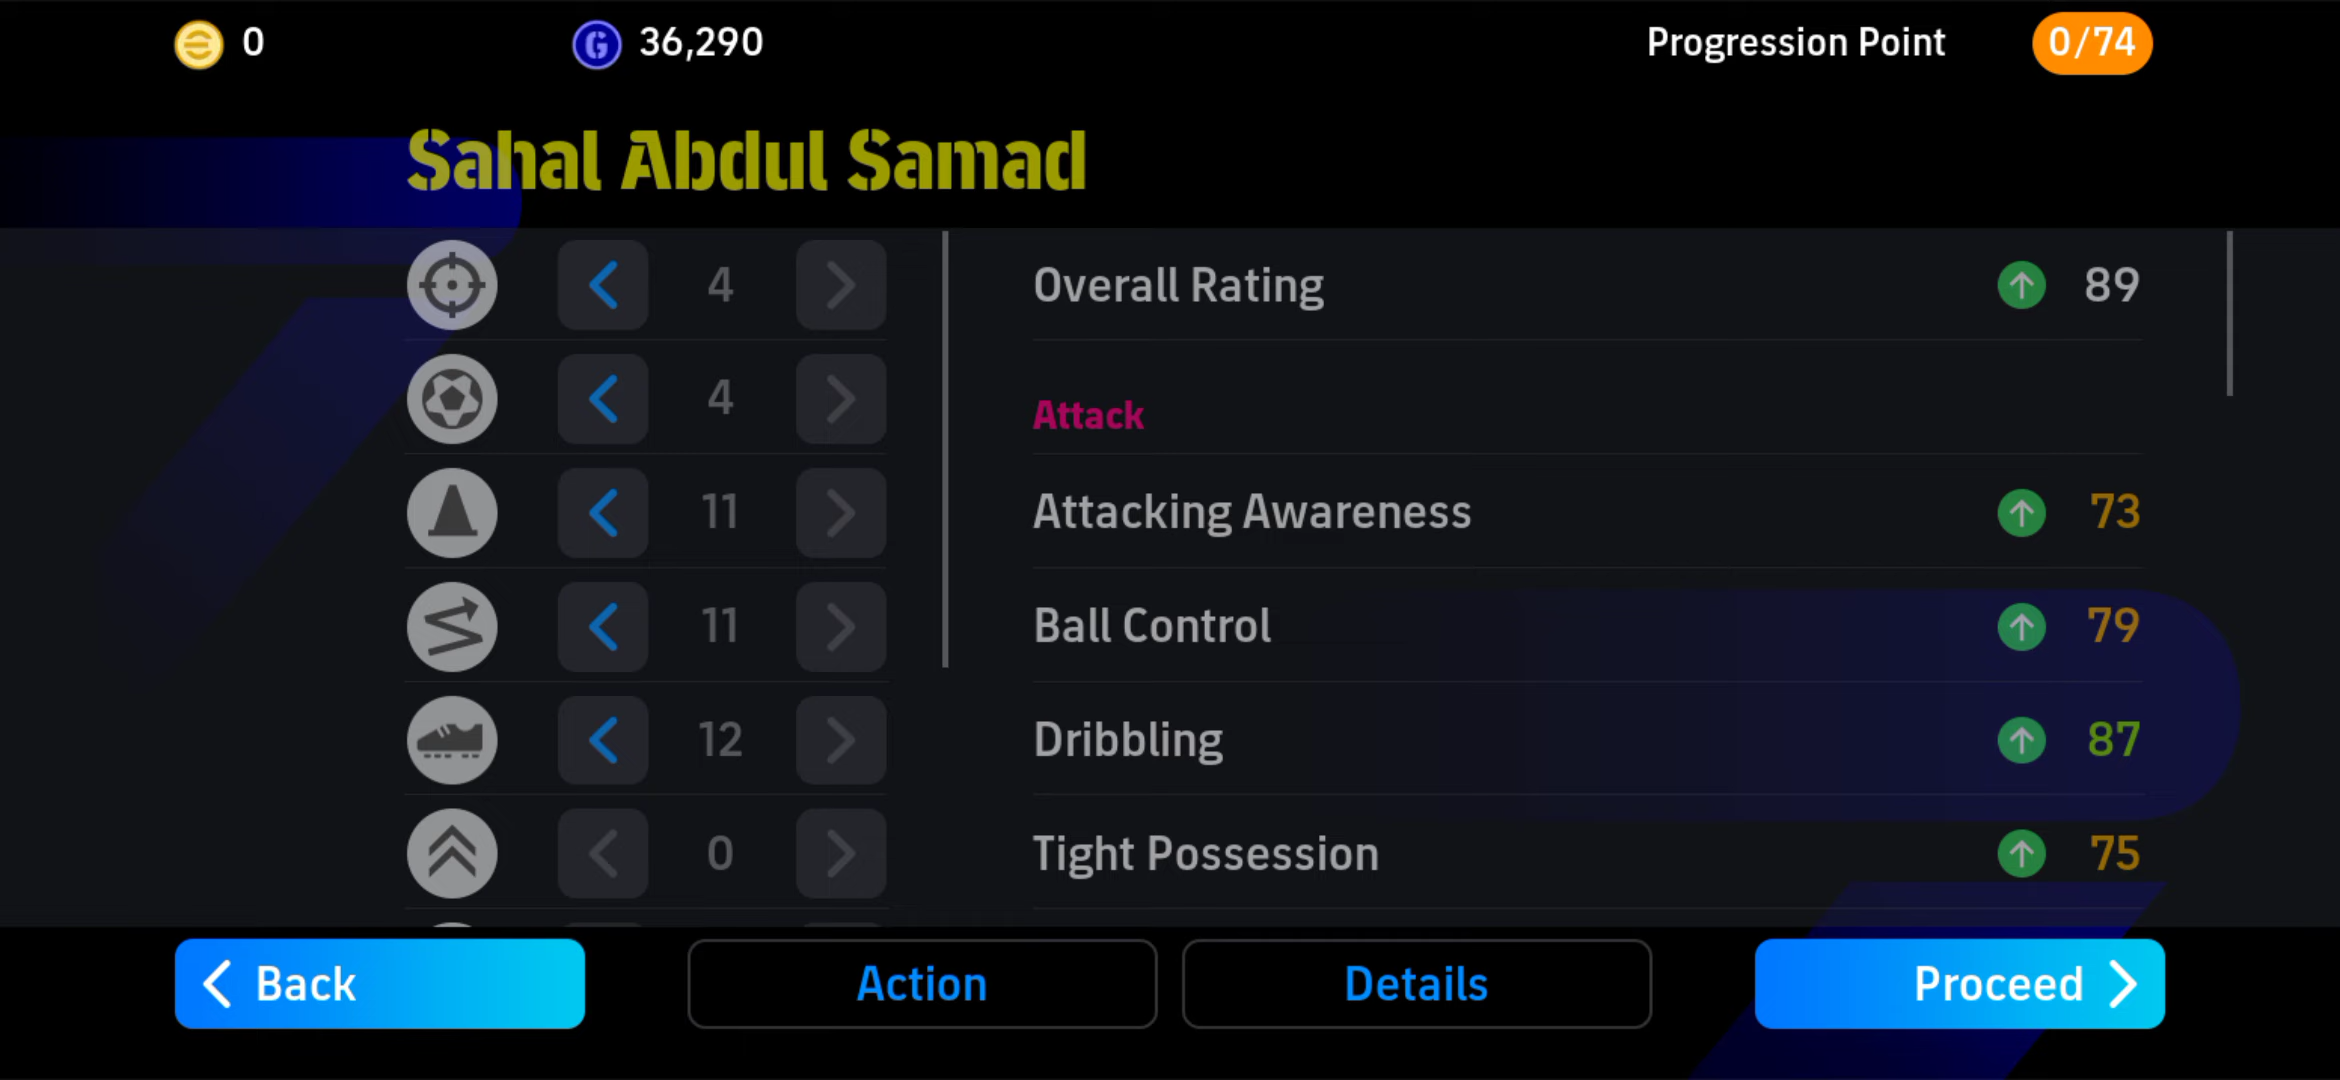 0
36,290
Progression Point 0/74
Sahal Abdul Samad
4
4
11
11
12
0
Overall Rating 89
Attack
Attacking Awareness 73
Ball Control 79
Dribbling 87
Tight Possession 75
Back
Action
Details
Proceed